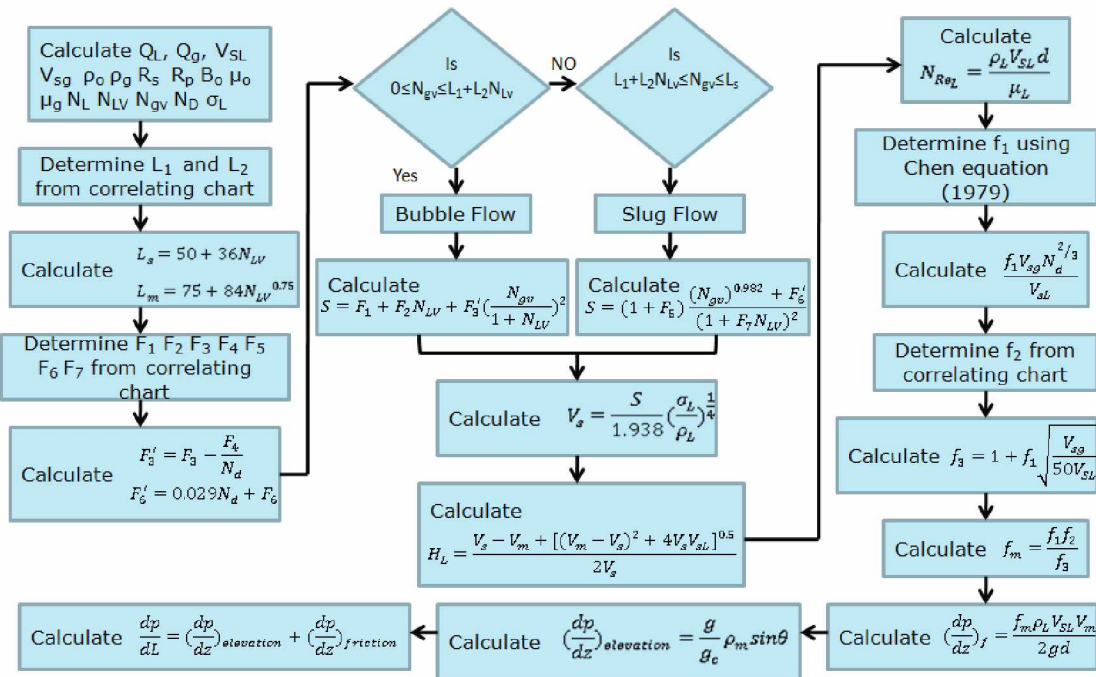 Calculate Q_L, Q_g, V_SL
V_sg ρ_o ρ_g R_s R_p B_o μ_o
μ_g N_L N_LV N_gv N_D σ_L
Determine L_1 and L_2
from correlating chart
Calculate L_s = 50 + 36N_LV
L_m = 75 + 84N_LV^0.75
Determine F_1 F_2 F_3 F_4 F_5
F_6 F_7 from correlating
chart
Calculate F_3' = F_3 − F_4/N_d
F_6' = 0.029N_d + F_6
Is
0≤N_gv≤L_1+L_2N_Lv
NO
Yes
Is
L_1+L_2N_Lv≤N_gv≤L_s
Bubble Flow
Slug Flow
Calculate
S = F_1 + F_2N_LV + F_3'(N_gv/(1 + N_LV))^2
Calculate
S = (1 + F_5) ((N_gv)^0.982 + F_6')/(1 + F_7N_LV)^2
Calculate V_s = S/1.938 (σ_L/ρ_L)^1/4
Calculate
H_L = (V_s − V_m + [(V_m − V_s)^2 + 4V_sV_sL]^0.5)/2V_s
Calculate
N_Re_L = ρ_LV_SLd/μ_L
Determine f_1 using
Chen equation
(1979)
Calculate f_1V_sgN_d^2/3/V_sL
Determine f_2 from
correlating chart
Calculate f_3 = 1 + f_1√(V_sg/50V_SL)
Calculate f_m = f_1f_2/f_3
Calculate (dp/dz)_f = f_mρ_LV_SLV_m/2gd
Calculate (dp/dz)_elevation = g/g_c ρ_m sinθ
Calculate dp/dL = (dp/dz)_elevation + (dp/dz)_friction